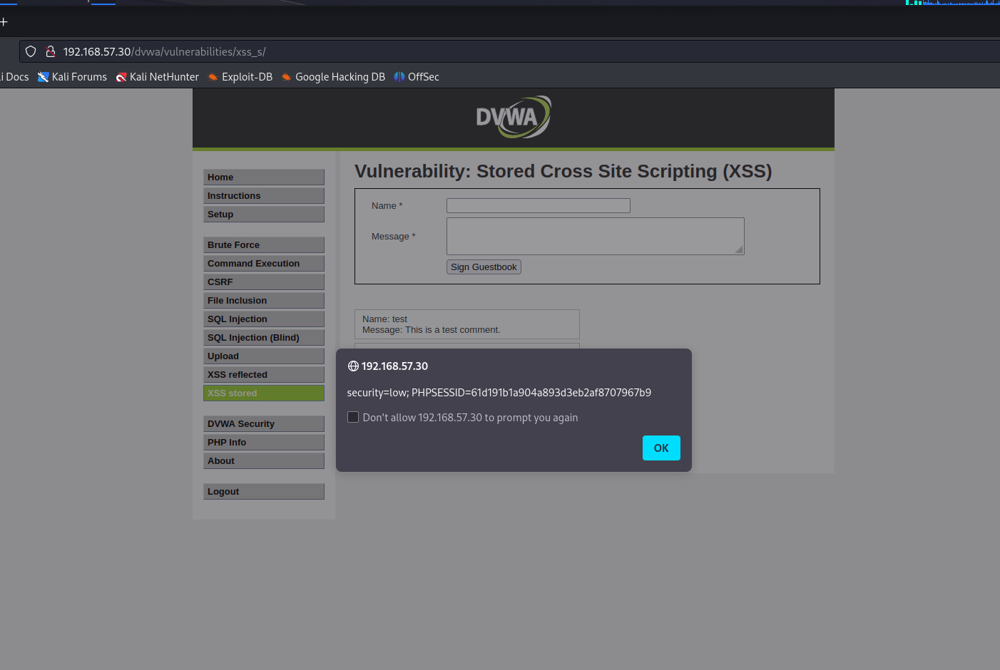 192.168.57.30/dvwa/vulnerabilities/xss_s/
i Docs Kali Forums Kali NetHunter Exploit-DB Google Hacking DB OffSec
DVWA
Home
Instructions
Setup
Brute Force
Command Execution
CSRF
File Inclusion
SQL Injection
SQL Injection (Blind)
Upload
XSS reflected
XSS stored
DVWA Security
PHP Info
About
Logout
Vulnerability: Stored Cross Site Scripting (XSS)
Name *
Message *
Sign Guestbook
Name: test
Message: This is a test comment.
192.168.57.30
security=low; PHPSESSID=61d191b1a904a893d3eb2af8707967b9
Don’t allow 192.168.57.30 to prompt you again
OK